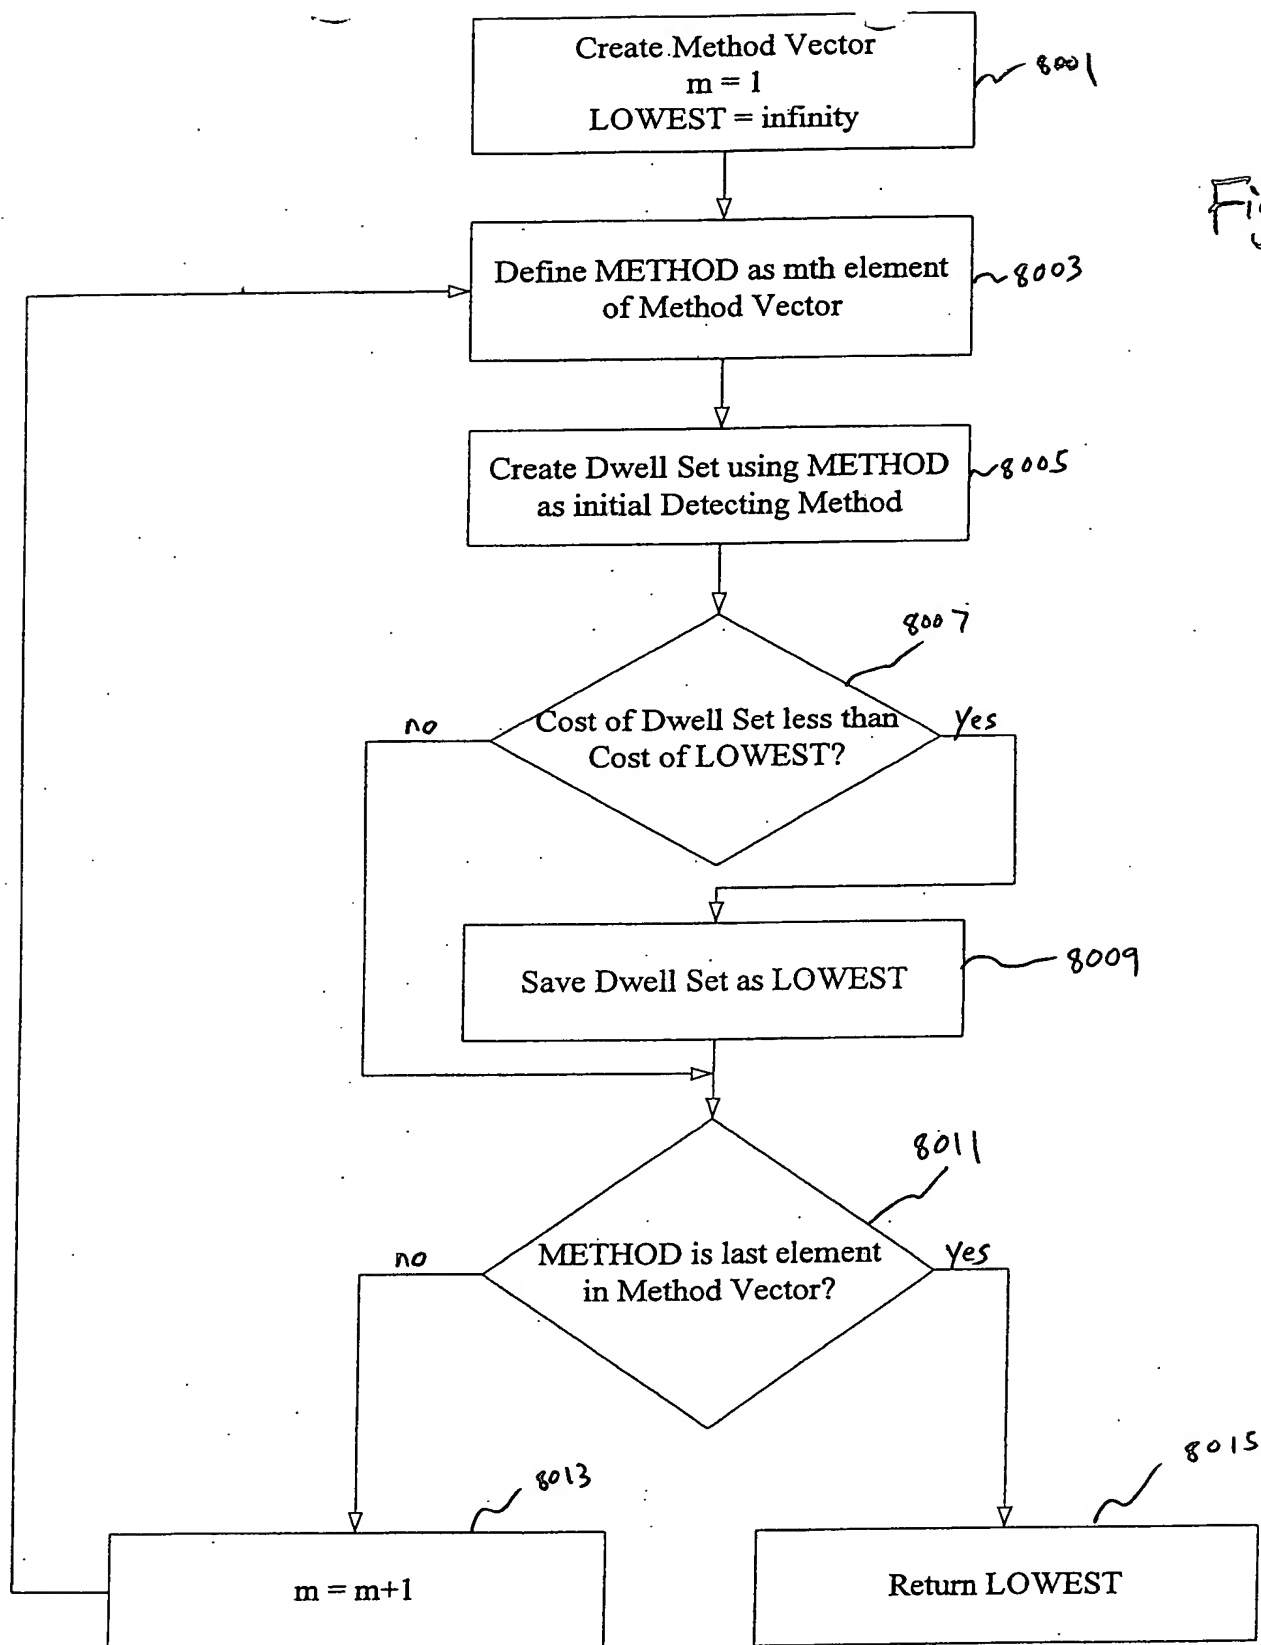 Create Method Vector
m = 1
LOWEST = infinity
8001
Define METHOD as mth element
of Method Vector
8003
Create Dwell Set using METHOD
as initial Detecting Method
8005
8007
no
Cost of Dwell Set less than
Cost of LOWEST?
Yes
Save Dwell Set as LOWEST
8009
8011
no
METHOD is last element
in Method Vector?
Yes
8013
8015
m = m+1
Return LOWEST